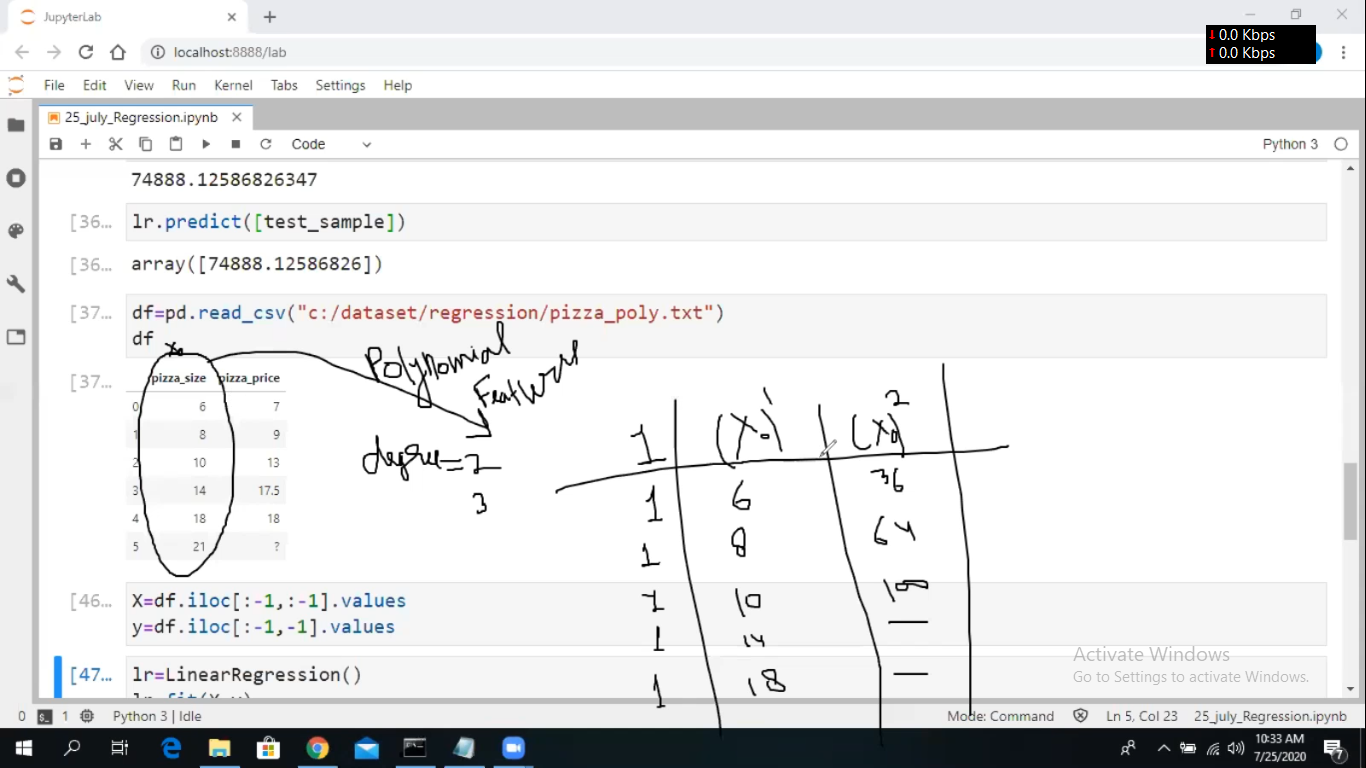 JupyterLab
localhost:8888/lab
↓ 0.0 Kbps
↑ 0.0 Kbps
File Edit View Run Kernel Tabs Settings Help
25_july_Regression.ipynb
Code
Python 3
74888.12586826347
[36... lr.predict([test_sample])
[36... array([74888.12586826])
[37... df=pd.read_csv("c:/dataset/regression/pizza_poly.txt")
df
X₀
Polynomial
Features
[37... pizza_size pizza_price
0 6 7
1 8 9
2 10 13
3 14 17.5
4 18 18
5 21 ?
degree=2
3
1 (X₀)¹ (X₀)²
1 6 36
1 8 64
1 10 100
1 14 —
1 18 —
[46... X=df.iloc[:-1,:-1].values
y=df.iloc[:-1,-1].values
[47... lr=LinearRegression()
lr.fit(X,y)
Activate Windows
Go to Settings to activate Windows.
0 1 Python 3 | Idle Mode: Command Ln 5, Col 23 25_july_Regression.ipynb
10:33 AM
7/25/2020
7